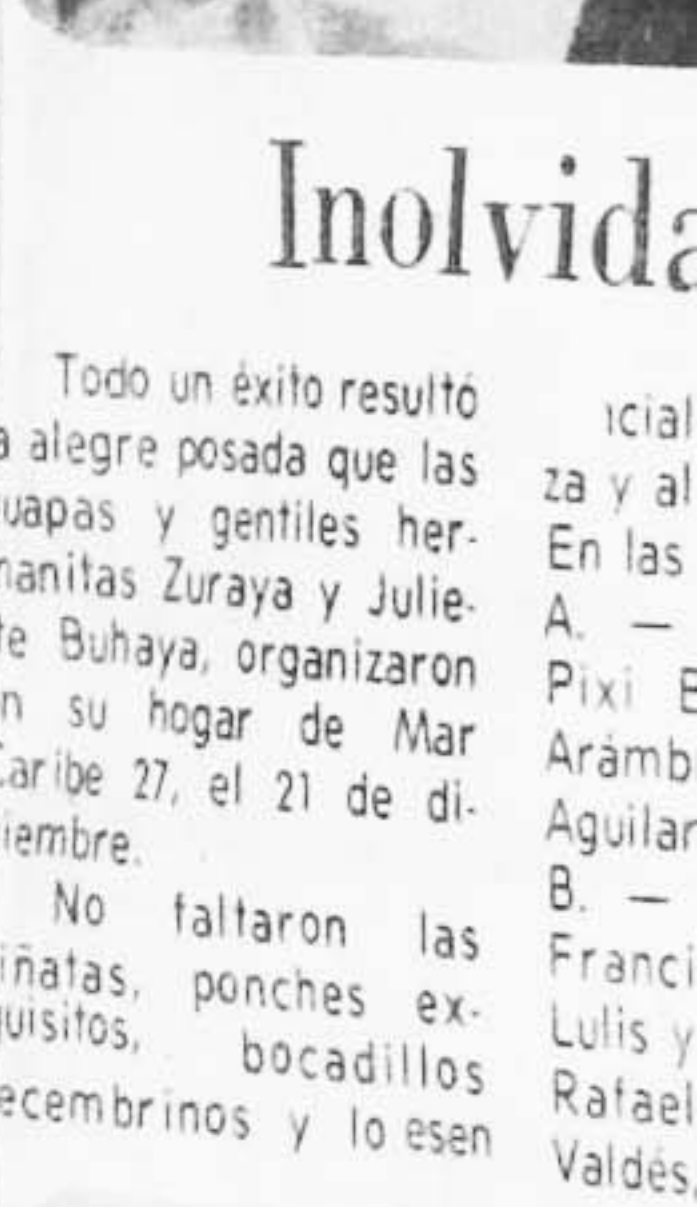 Inolvida
Todo un éxito resultó
a alegre posada que las
uapas y gentiles her-
manitas Zuraya y Julie-
te Buhaya, organizaron
n su hogar de Mar
Caribe 27, el 21 de di-
iembre.
No faltaron las
iñatas, ponches ex-
quisitos, bocadillos
ecembrinos y lo esen
icial
za y al
En las
A. —
Pixi B
Arámb
Aguilar
B. —
Franci
Lulis y
Rafael
Valdés,